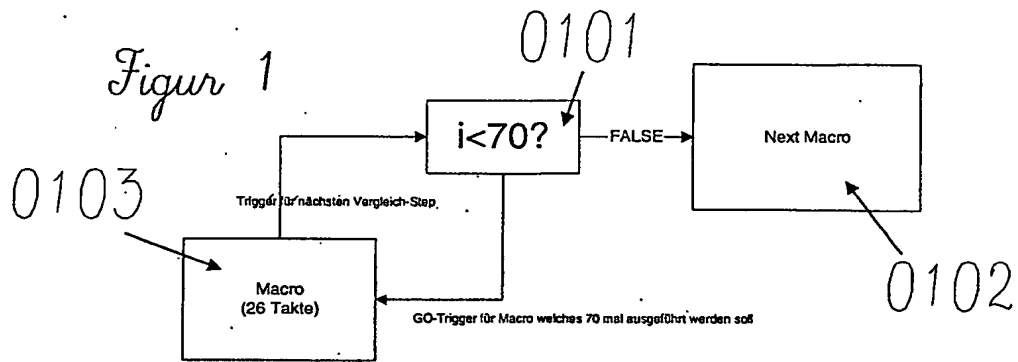 Figur 1
0101
i<70?
FALSE
Next Macro
0103
Trigger für nächsten Vergleich-Step
Macro
(26 Takte)
GO-Trigger für Macro welches 70 mal ausgeführt werden soll
0102